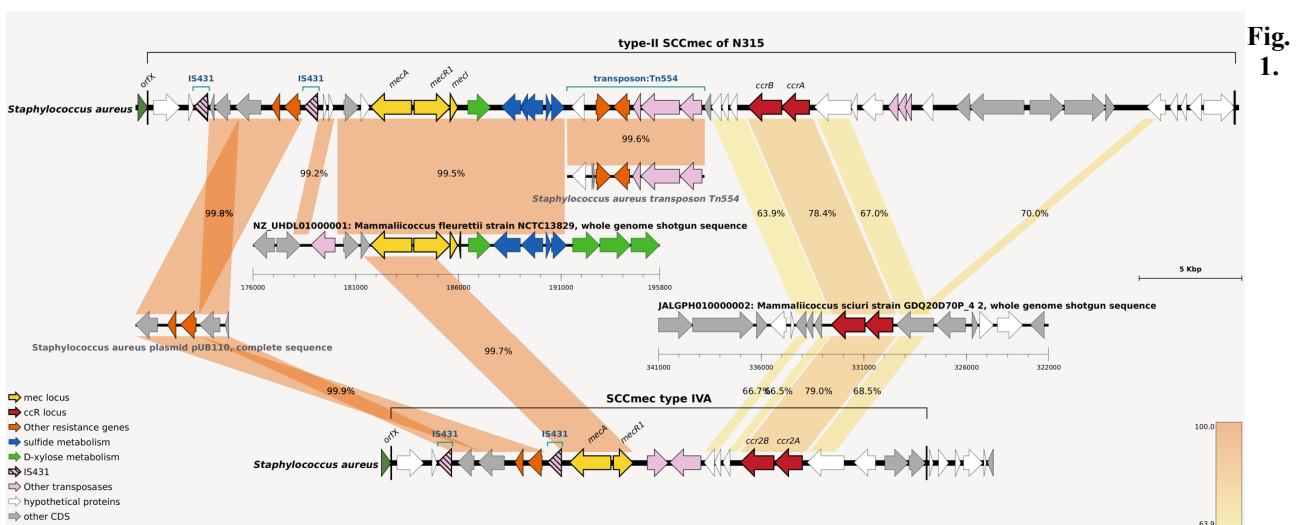 type-II SCCmec of N315
Fig.
1.
orfX
IS431
IS431
mecA
mecR1
mecI
transposon:Tn554
ccrB
ccrA
Staphylococcus aureus
99.8%
99.2%
99.5%
99.6%
63.9%
78.4%
67.0%
70.0%
Staphylococcus aureus transposon Tn554
NZ_UHDL01000001: Mammaliicoccus fleurettii strain NCTC13829, whole genome shotgun sequence
176000
181000
186000
191000
195800
5 Kbp
JALGPH010000002: Mammaliicoccus sciuri strain GDQ20D70P_4 2, whole genome shotgun sequence
341000
336000
331000
326000
322000
Staphylococcus aureus plasmid pUB110, complete sequence
99.7%
99.9%
66.7%
66.5%
79.0%
68.5%
SCCmec type IVA
orfX
IS431
IS431
mecA
mecR1
ccr2B
ccr2A
Staphylococcus aureus
mec locus
ccR locus
Other resistance genes
sulfide metabolism
D-xylose metabolism
IS431
Other transposases
hypothetical proteins
other CDS
100.0
63.9